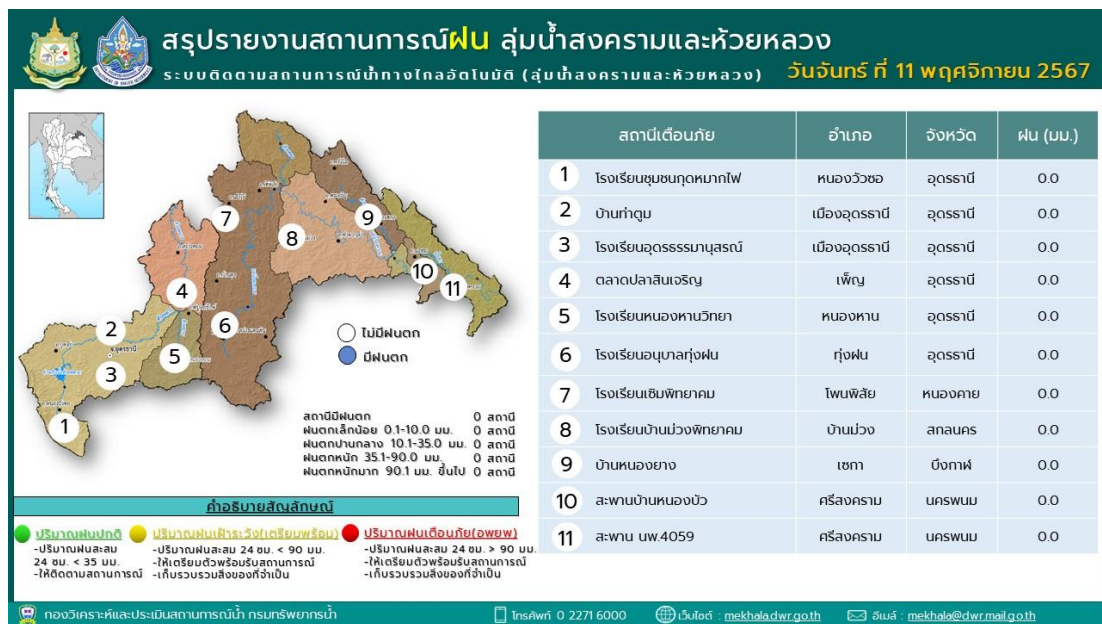 สรุปรายงานสถานการณ์ฝน ลุ่มน้ำสงครามและห้วยหลวง
ระบบติดตามสถานการณ์น้ำทางไกลอัตโนมัติ (ลุ่มน้ำสงครามและห้วยหลวง) วันจันทร์ ที่ 11 พฤศจิกายน 2567
สถานีเตือนภัย อำเภอ จังหวัด ฝน (มม.)
1 โรงเรียนชุมชนกุดหมากไฟ หนองวัวซอ อุดรธานี 0.0
2 บ้านท่าตูม เมืองอุดรธานี อุดรธานี 0.0
3 โรงเรียนอุดรธรรมานุสรณ์ เมืองอุดรธานี อุดรธานี 0.0
4 ตลาดปลาสินเจริญ เพ็ญ อุดรธานี 0.0
5 โรงเรียนหนองหานวิทยา หนองหาน อุดรธานี 0.0
6 โรงเรียนอนุบาลทุ่งฝน ทุ่งฝน อุดรธานี 0.0
7 โรงเรียนเซิมพิทยาคม โพนพิสัย หนองคาย 0.0
8 โรงเรียนบ้านม่วงพิทยาคม บ้านม่วง สกลนคร 0.0
9 บ้านหนองยาง เซกา บึงกาฬ 0.0
10 สะพานบ้านหนองบัว ศรีสงคราม นครพนม 0.0
11 สะพาน นพ.4059 ศรีสงคราม นครพนม 0.0
7
8
9
10
11
4
6
2
5
3
1
จ.อุดรธานี
ไม่มีฝนตก
มีฝนตก
สถานีมีฝนตก 0 สถานี
ฝนตกเล็กน้อย 0.1-10.0 มม. 0 สถานี
ฝนตกปานกลาง 10.1-35.0 มม. 0 สถานี
ฝนตกหนัก 35.1-90.0 มม. 0 สถานี
ฝนตกหนักมาก 90.1 มม. ขึ้นไป 0 สถานี
คำอธิบายสัญลักษณ์
ปริมาณฝนปกติ
-ปริมาณฝนสะสม
24 ชม. < 35 มม.
-ให้ติดตามสถานการณ์
ปริมาณฝนเฝ้าระวัง(เตรียมพร้อม)
-ปริมาณฝนสะสม 24 ชม. < 90 มม.
-ให้เตรียมตัวพร้อมรับสถานการณ์
-เก็บรวบรวมสิ่งของที่จำเป็น
ปริมาณฝนเตือนภัย(อพยพ)
-ปริมาณฝนสะสม 24 ชม. > 90 มม.
-ให้เตรียมตัวพร้อมรับสถานการณ์
-เก็บรวบรวมสิ่งของที่จำเป็น
กองวิเคราะห์และประเมินสถานการณ์น้ำ กรมทรัพยากรน้ำ โทรศัพท์ 0 2271 6000 เว็บไซต์ : mekhala.dwr.go.th อีเมล์ : mekhala@dwr.mail.go.th